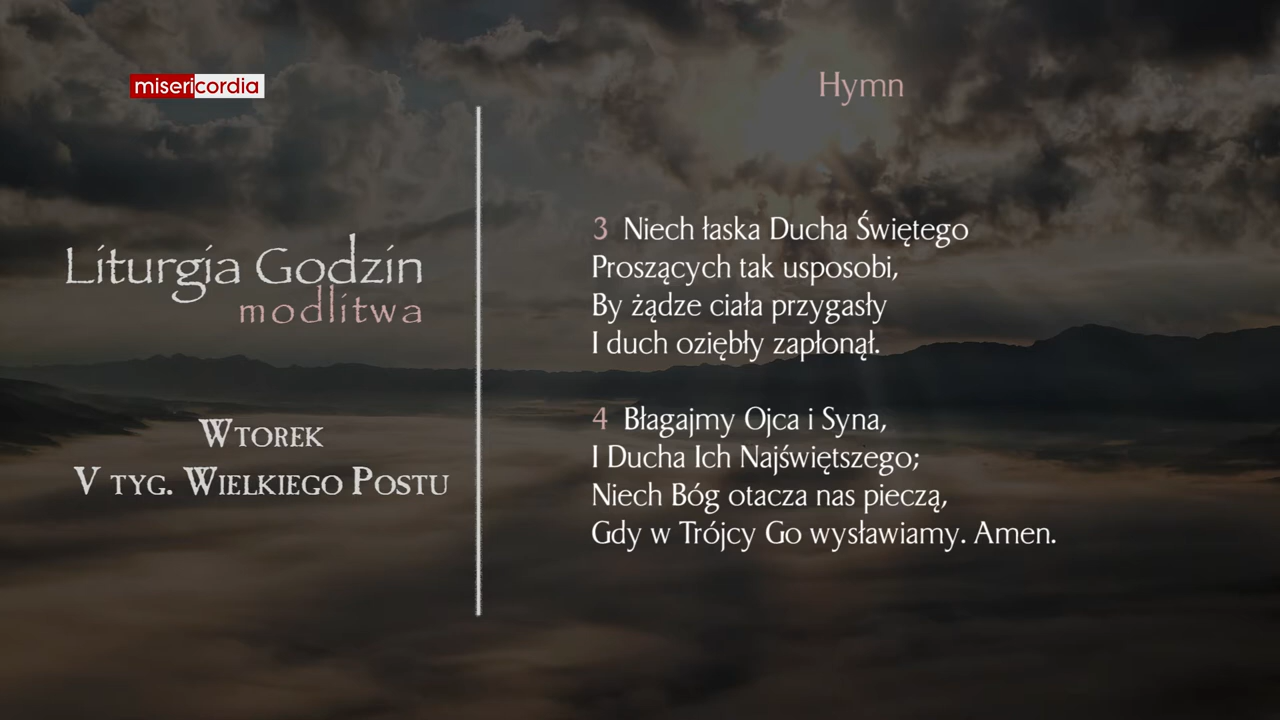 misericordia
Liturgia Godzin
modlitwa
Wtorek
V tyg. Wielkiego Postu
Hymn
3 Niech łaska Ducha Świętego
Proszących tak usposobi,
By żądze ciała przygasły
I duch oziębły zapłonął.
4 Błagajmy Ojca i Syna,
I Ducha Ich Najświętszego;
Niech Bóg otacza nas pieczą,
Gdy w Trójcy Go wysławiamy. Amen.